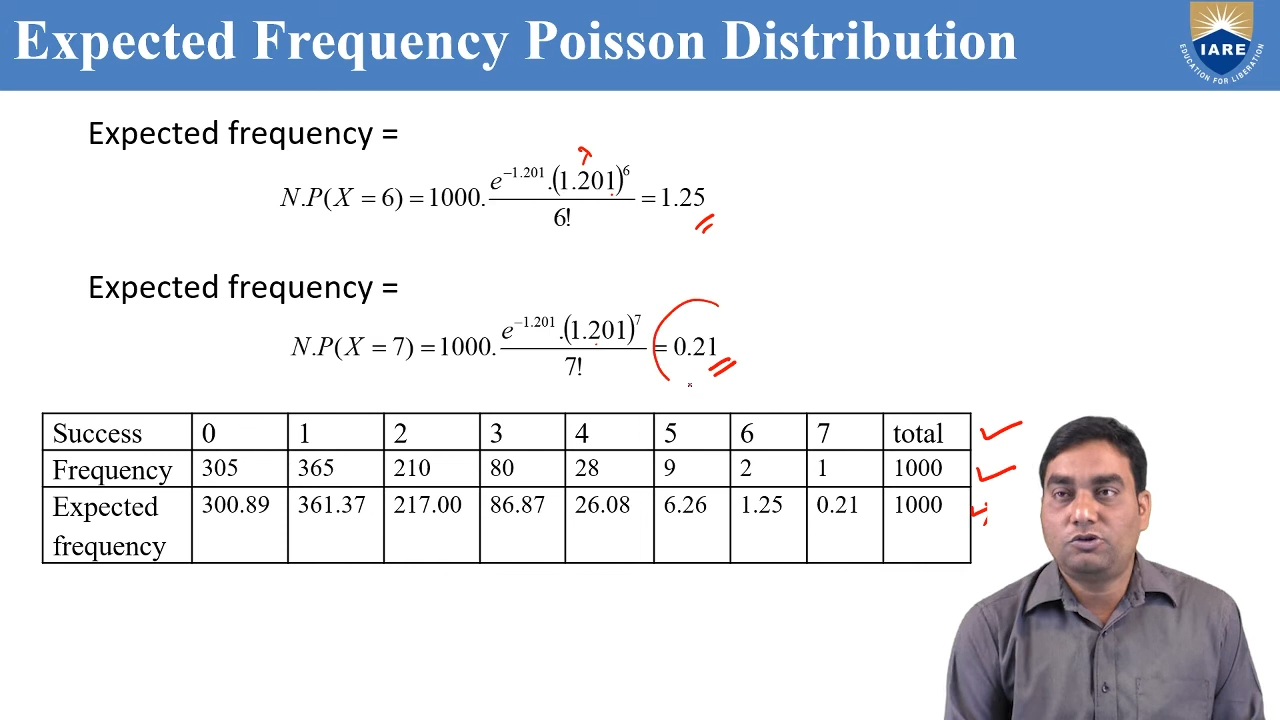 Expected Frequency Poisson Distribution
EDUCATION FOR LIBERATION
IARE
Expected frequency =
N.P(X = 6) = 1000. \frac{e^{-1.201}.(1.201)^6}{6!} = 1.25
Expected frequency =
N.P(X = 7) = 1000. \frac{e^{-1.201}.(1.201)^7}{7!} = 0.21
Success 0 1 2 3 4 5 6 7 total
Frequency 305 365 210 80 28 9 2 1 1000
Expected 300.89 361.37 217.00 86.87 26.08 6.26 1.25 0.21 1000
frequency